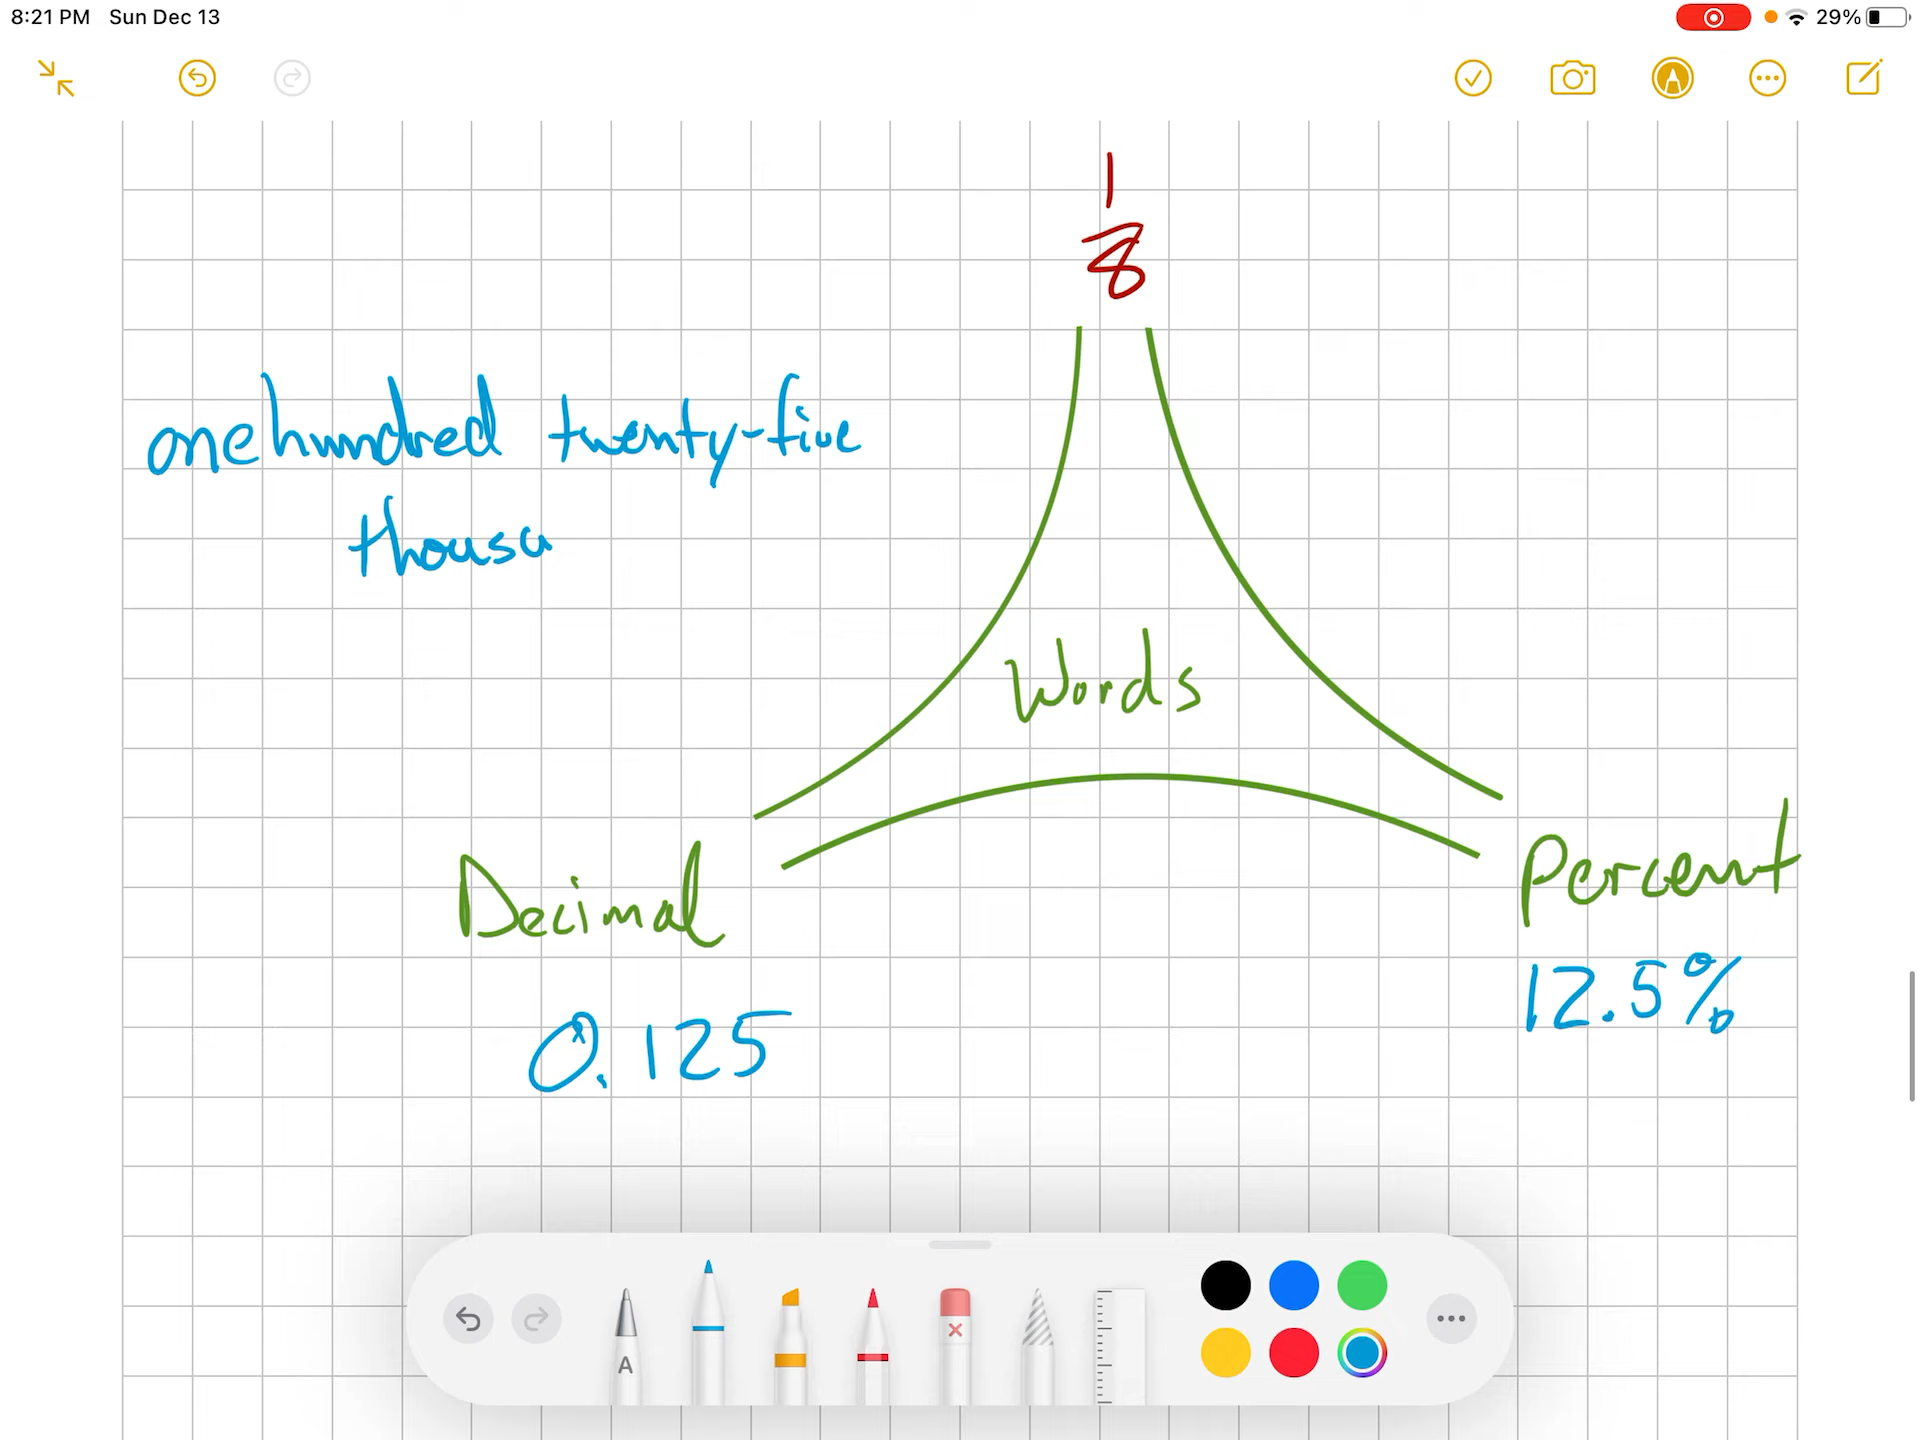 8:21 PM Sun Dec 13
29%
1
8
onehundred twenty-five
thousa
Words
Decimal
Percent
12.5%
0.125
A